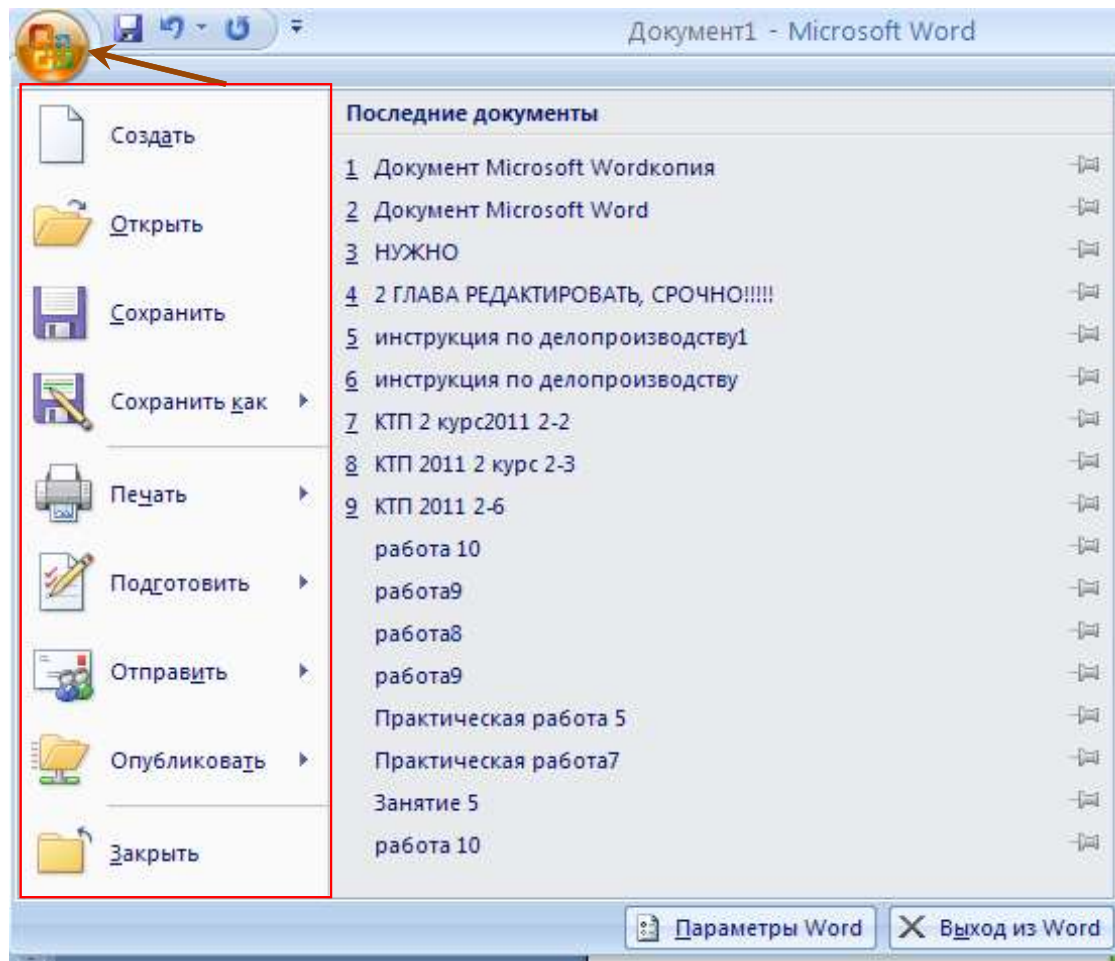 Документ1 - Microsoft Word
Создать
Открыть
Сохранить
Сохранить как
Печать
Подготовить
Отправить
Опубликовать
Закрыть
Последние документы
1 Документ Microsoft Wordкопия
2 Документ Microsoft Word
3 НУЖНО
4 2 ГЛАВА РЕДАКТИРОВАТЬ, СРОЧНО!!!!!
5 инструкция по делопроизводству1
6 инструкция по делопроизводству
7 КТП 2 курс2011 2-2
8 КТП 2011 2 курс 2-3
9 КТП 2011 2-6
работа 10
работа9
работа8
работа9
Практическая работа 5
Практическая работа7
Занятие 5
работа 10
Параметры Word
Выход из Word